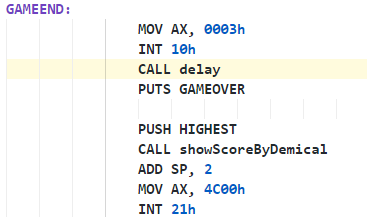 GAMEEND:
MOV AX, 0003h
INT 10h
CALL delay
PUTS GAMEOVER
PUSH HIGHEST
CALL showScoreByDemical
ADD SP, 2
MOV AX, 4C00h
INT 21h